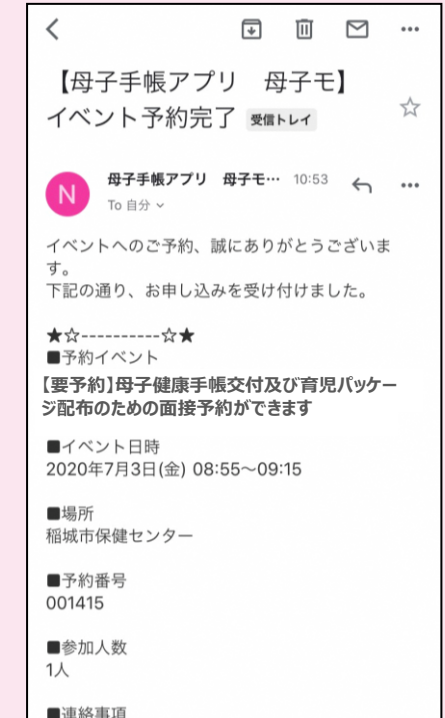 【母子手帳アプリ　母子モ】
イベント予約完了 受信トレイ
N
母子手帳アプリ　母子モ… 10:53
To 自分
イベントへのご予約、誠にありがとうございま
す。
下記の通り、お申し込みを受け付けました。
★☆----------☆★
■予約イベント
【要予約】母子健康手帳交付及び育児パッケー
ジ配布のための面接予約ができます
■イベント日時
2020年7月3日(金) 08:55～09:15
■場所
稲城市保健センター
■予約番号
001415
■参加人数
1人
■連絡事項